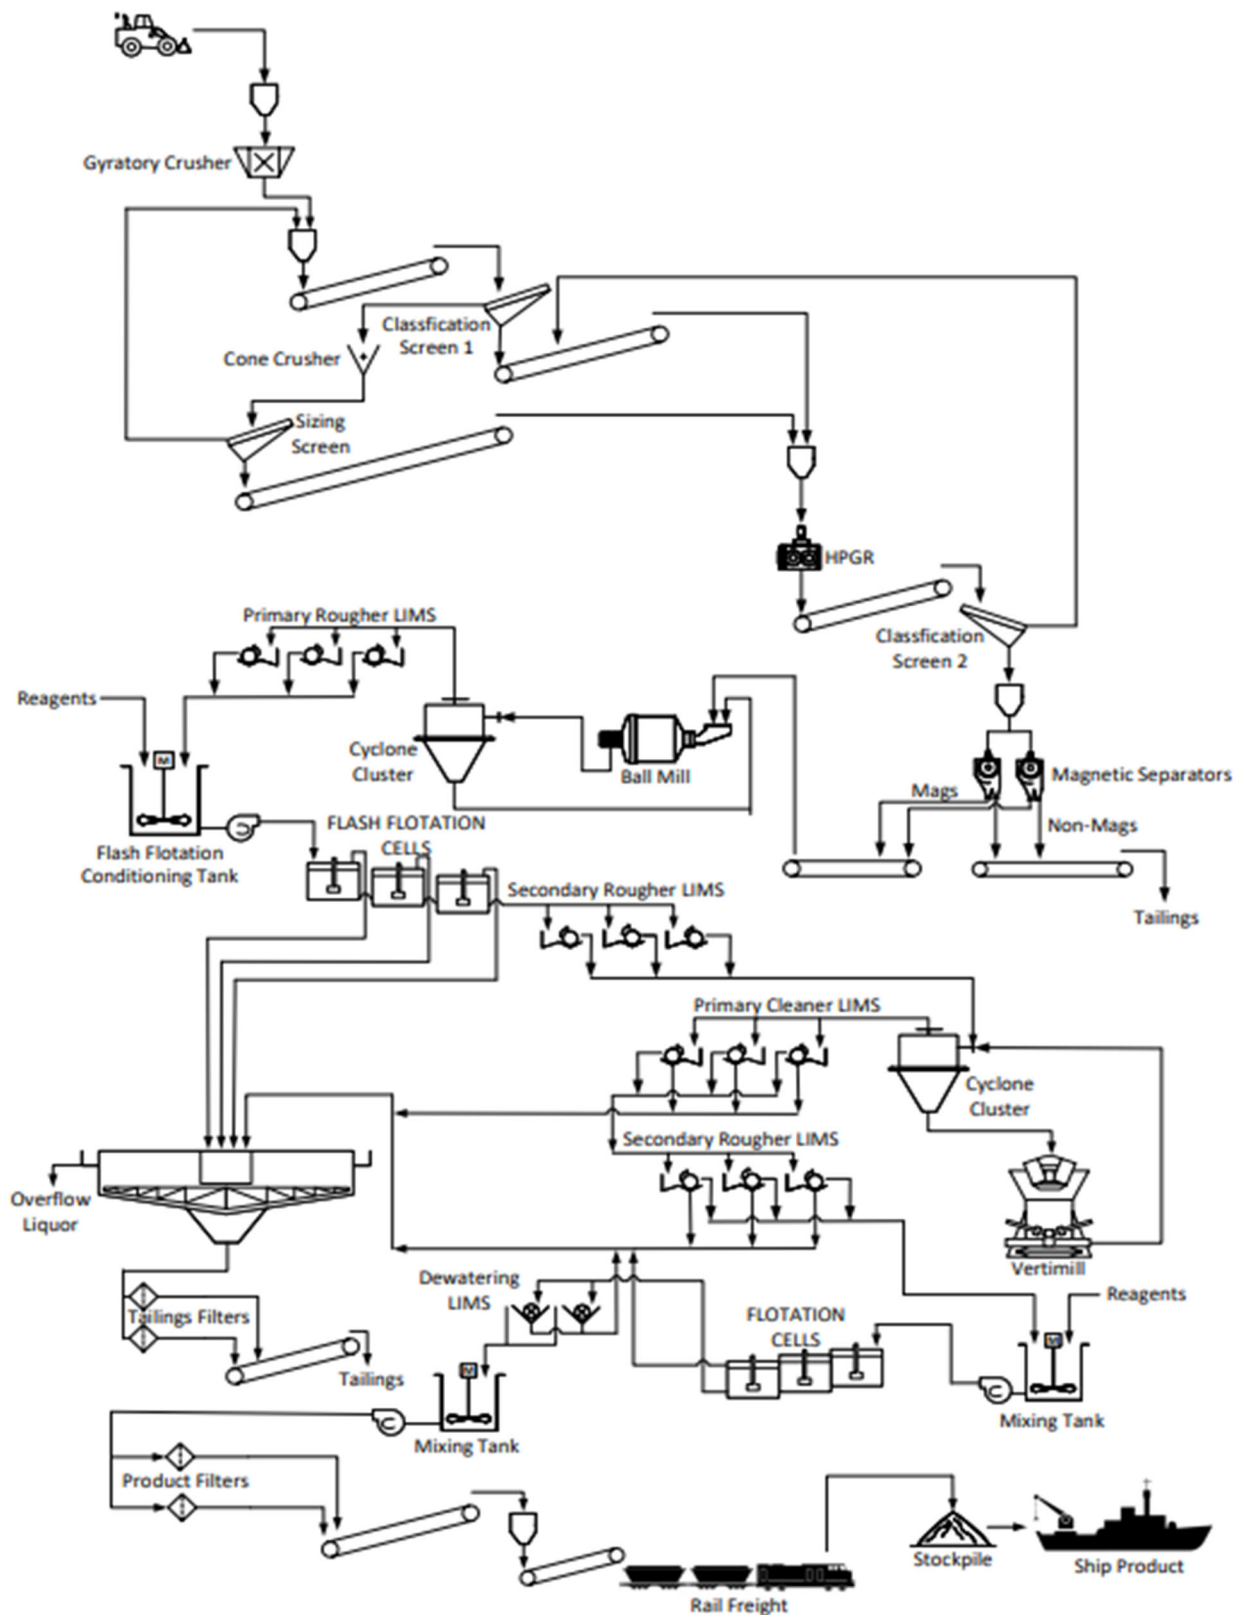 Gyratory Crusher
Classfication
Screen 1
Cone Crusher
Sizing
Screen
HPGR
Primary Rougher LIMS
Classfication
Screen 2
Reagents
M
Cyclone
Cluster
Ball Mill
Magnetic Separators
Mags
Non-Mags
FLASH FLOTATION
CELLS
Flash Flotation
Conditioning Tank
Secondary Rougher LIMS
Tailings
Primary Cleaner LIMS
Cyclone
Cluster
Secondary Rougher LIMS
Overflow
Liquor
Vertimill
Dewatering
LIMS
Reagents
Tailings Filters
FLOTATION
CELLS
M
Tailings
M
Mixing Tank
Mixing Tank
Product Filters
Stockpile
Ship Product
Rail Freight